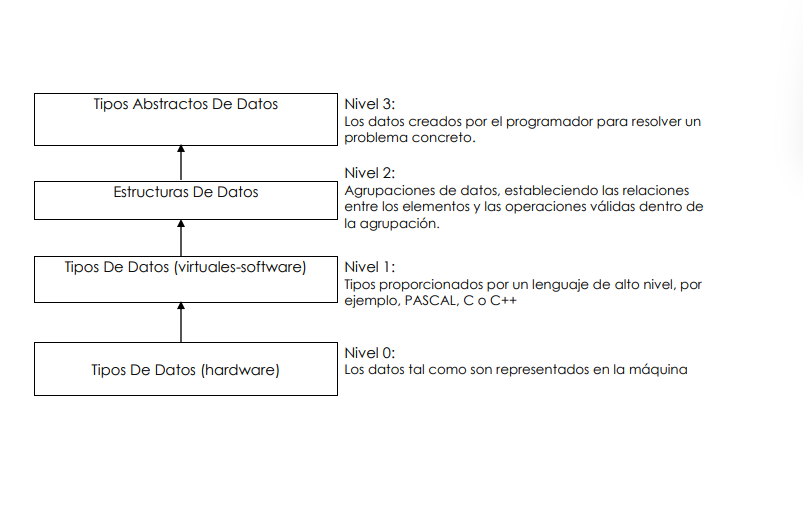 Tipos Abstractos De Datos
Nivel 3:
Los datos creados por el programador para resolver un
problema concreto.
Estructuras De Datos
Nivel 2:
Agrupaciones de datos, estableciendo las relaciones
entre los elementos y las operaciones válidas dentro de
la agrupación.
Tipos De Datos (virtuales-software)
Nivel 1:
Tipos proporcionados por un lenguaje de alto nivel, por
ejemplo, PASCAL, C o C++
Tipos De Datos (hardware)
Nivel 0:
Los datos tal como son representados en la máquina